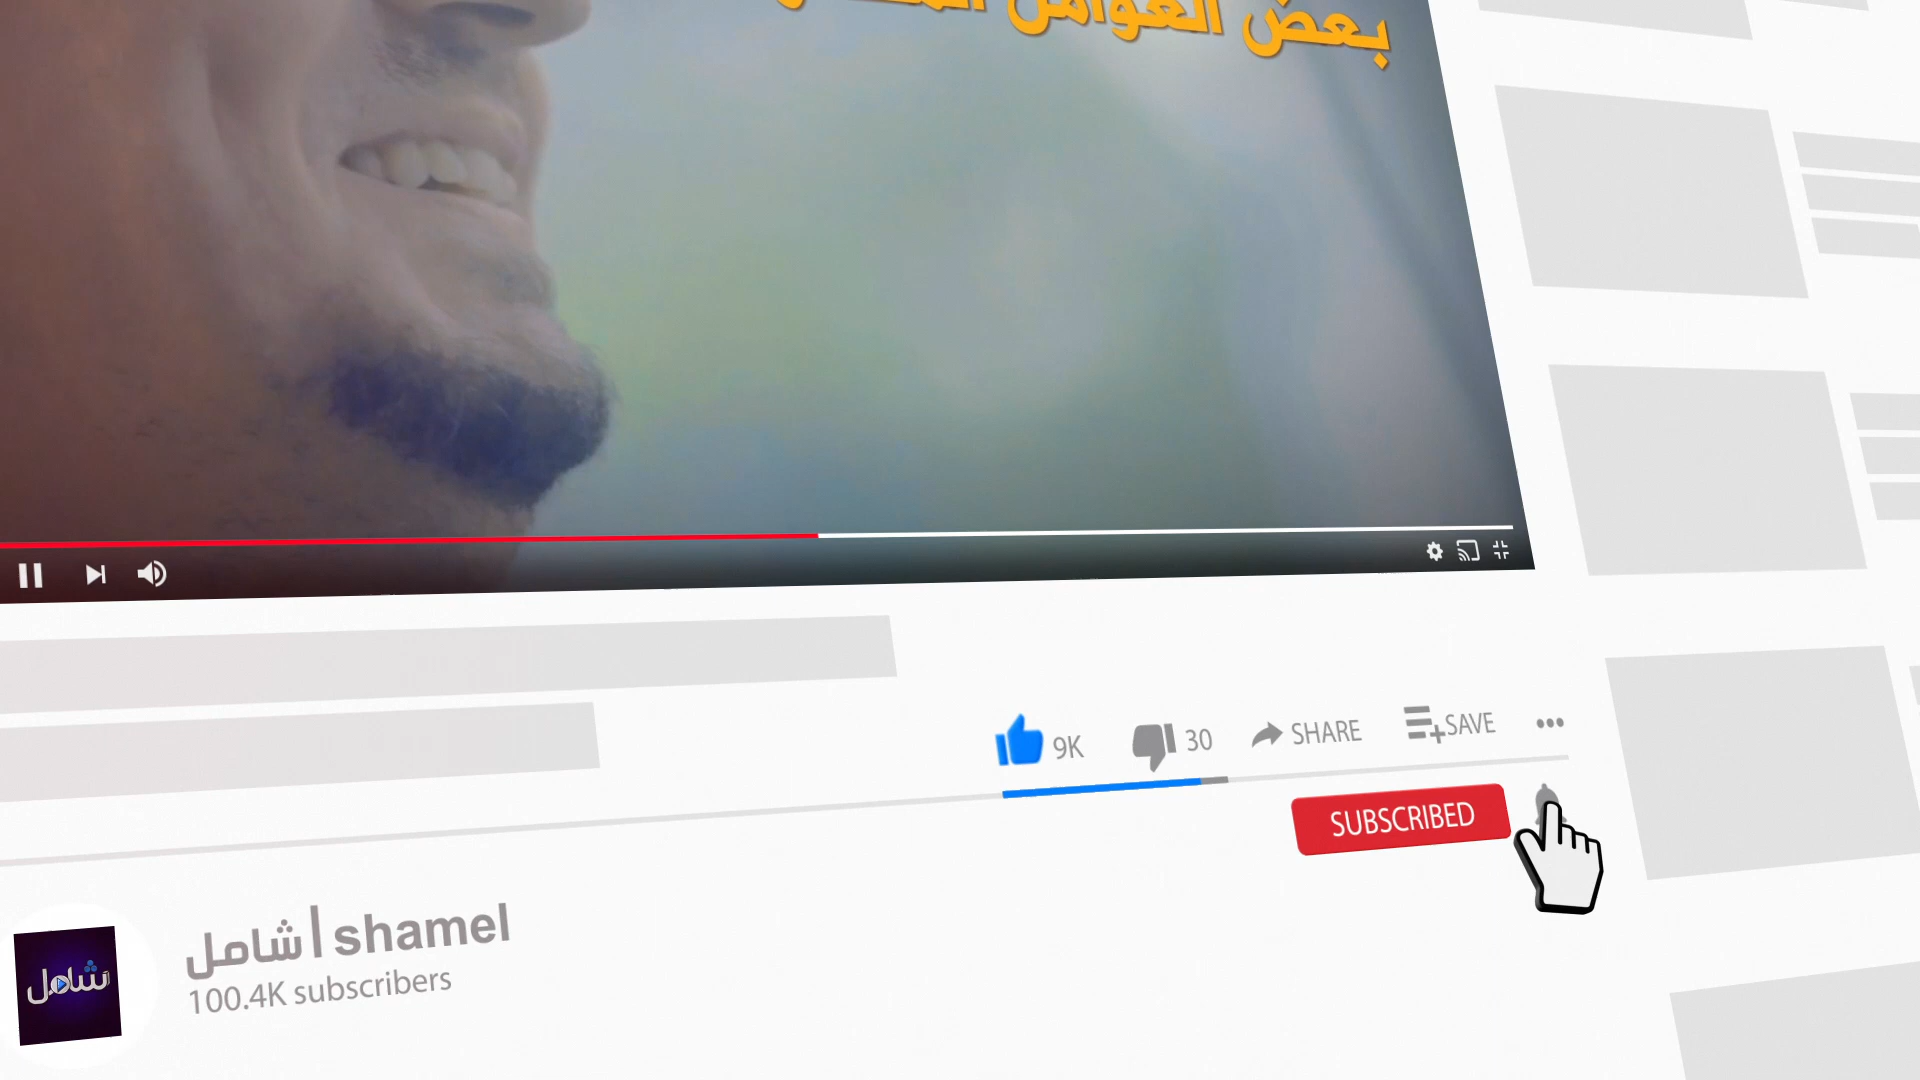 بعض العوامل
9K
30
SHARE
SAVE
SUBSCRIBED
شامل | shamel
100.4K subscribers
شامل